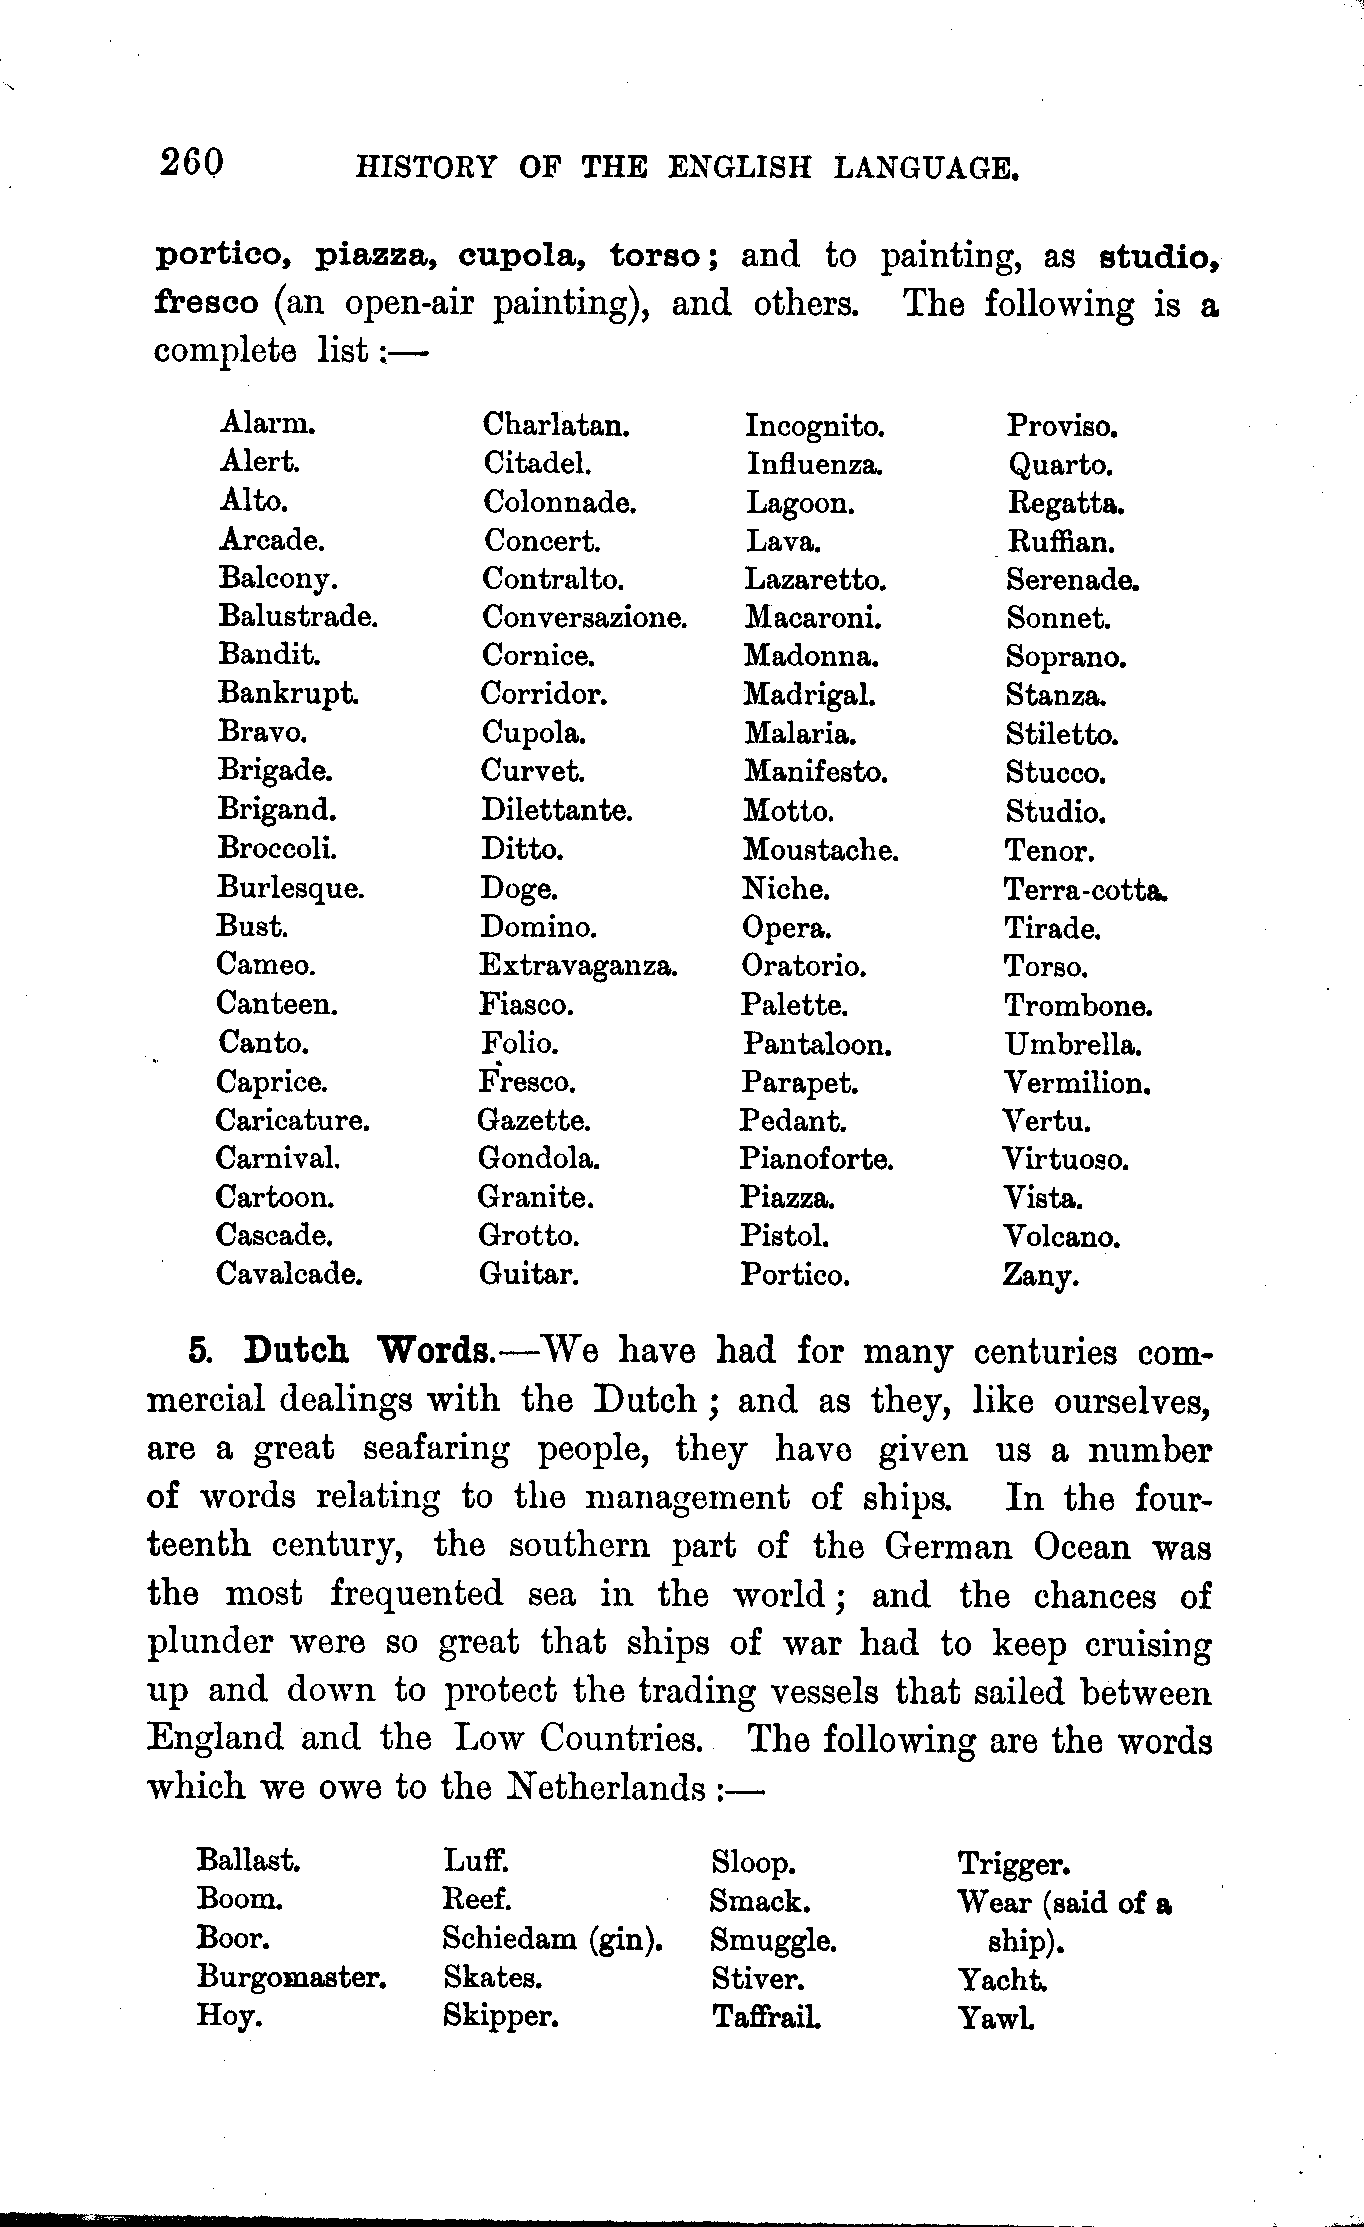 260 HISTORY OF THE ENGLISH LANGUAGE.
portico, piazza, cupola, torso; and to painting, as studio,
fresco (an open-air painting), and others. The following is a
complete list:—
Alarm. Charlatan. Incognito. Proviso.
Alert. Citadel. Influenza. Quarto.
Alto. Colonnade. Lagoon. Regatta.
Arcade. Concert. Lava. Ruffian.
Balcony. Contralto. Lazaretto. Serenade.
Balustrade. Conversazione. Macaroni. Sonnet.
Bandit. Cornice. Madonna. Soprano.
Bankrupt. Corridor. Madrigal. Stanza.
Bravo. Cupola. Malaria. Stiletto.
Brigade. Curvet. Manifesto. Stucco.
Brigand. Dilettante. Motto. Studio.
Broccoli. Ditto. Moustache. Tenor.
Burlesque. Doge. Niche. Terra-cotta.
Bust. Domino. Opera. Tirade.
Cameo. Extravaganza. Oratorio. Torso.
Canteen. Fiasco. Palette. Trombone.
Canto. Folio. Pantaloon. Umbrella.
Caprice. Fresco. Parapet. Vermilion.
Caricature. Gazette. Pedant. Vertu.
Carnival. Gondola. Pianoforte. Virtuoso.
Cartoon. Granite. Piazza. Vista.
Cascade. Grotto. Pistol. Volcano.
Cavalcade. Guitar. Portico. Zany.
5. Dutch Words.—We have had for many centuries com-
mercial dealings with the Dutch; and as they, like ourselves,
are a great seafaring people, they have given us a number
of words relating to the management of ships. In the four-
teenth century, the southern part of the German Ocean was
the most frequented sea in the world; and the chances of
plunder were so great that ships of war had to keep cruising
up and down to protect the trading vessels that sailed between
England and the Low Countries. The following are the words
which we owe to the Netherlands:—
Ballast. Luff. Sloop. Trigger.
Boom. Reef. Smack. Wear (said of a
Boor. Schiedam (gin). Smuggle. ship).
Burgomaster. Skates. Stiver. Yacht.
Hoy. Skipper. Taffrail. Yawl.